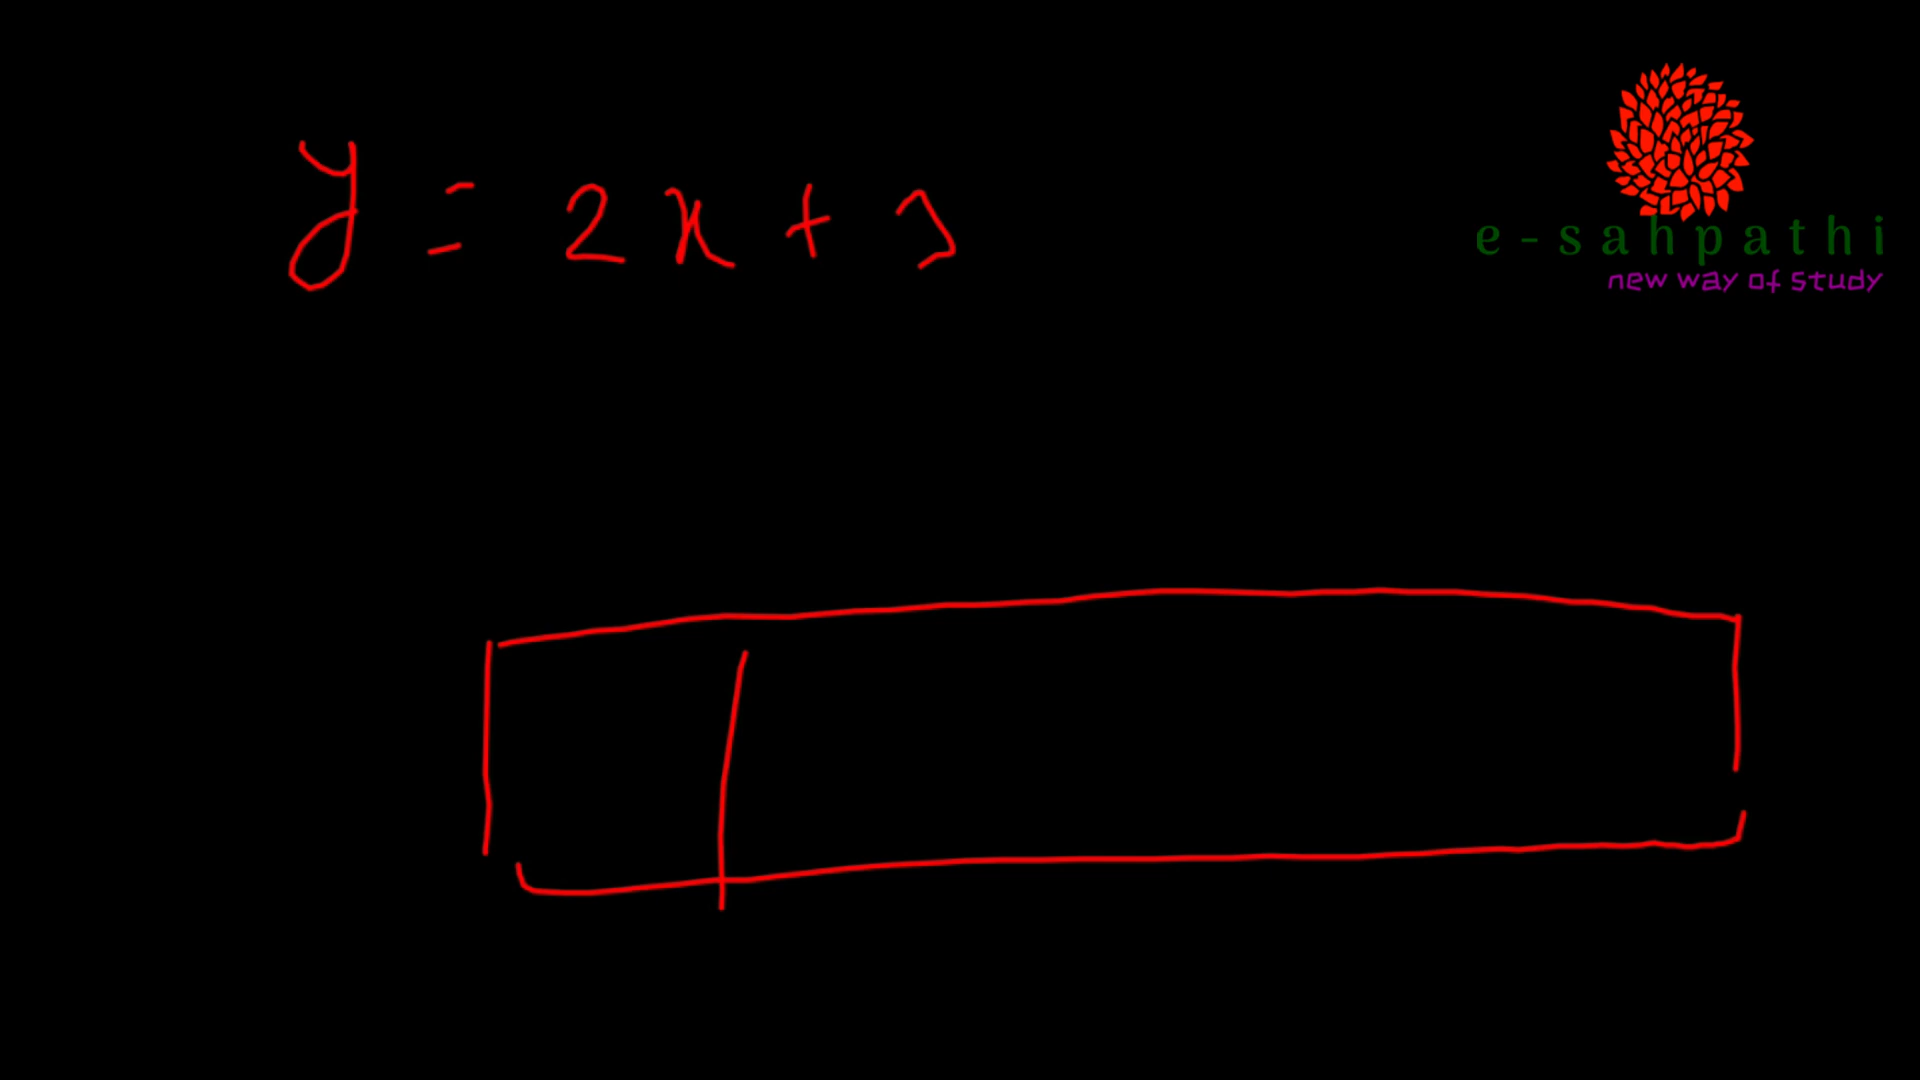 y = 2x + 3
e-sahpathi
new way of study